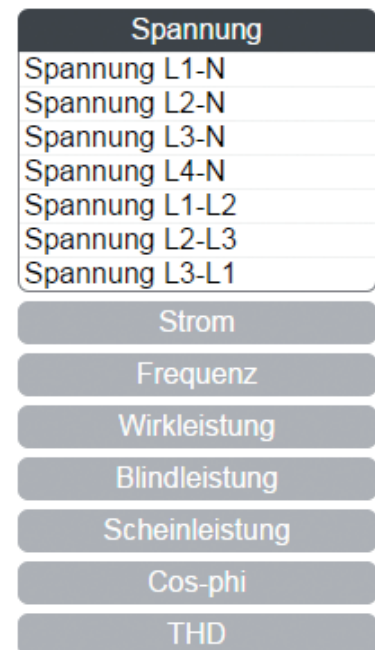 Spannung
Spannung L1-N
Spannung L2-N
Spannung L3-N
Spannung L4-N
Spannung L1-L2
Spannung L2-L3
Spannung L3-L1
Strom
Frequenz
Wirkleistung
Blindleistung
Scheinleistung
Cos-phi
THD